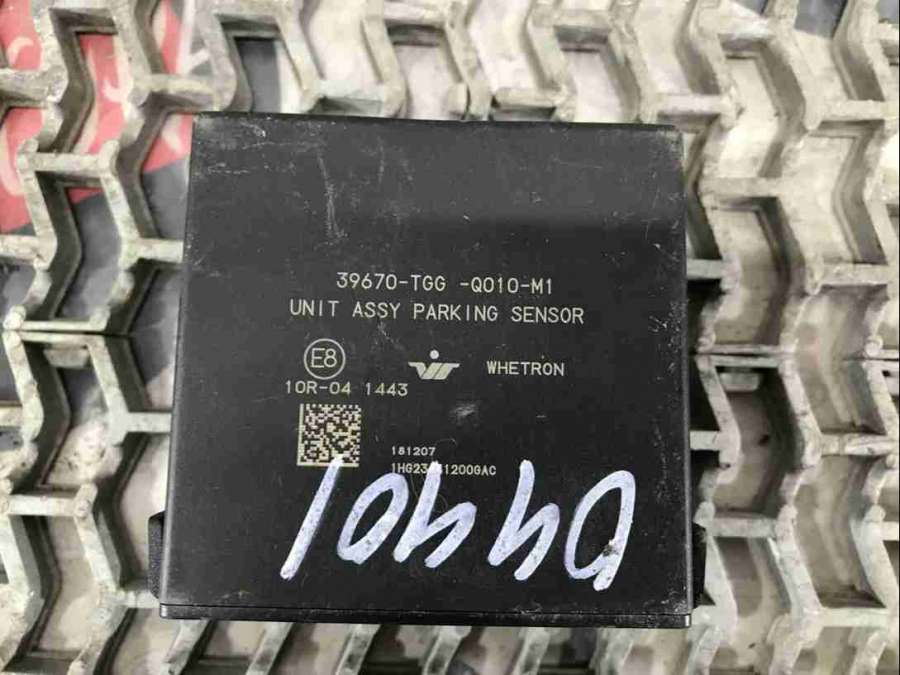 39670-TGG -Q010-M1
UNIT ASSY PARKING SENSOR
E8
WHETRON
10R-04 1443
181207
04401